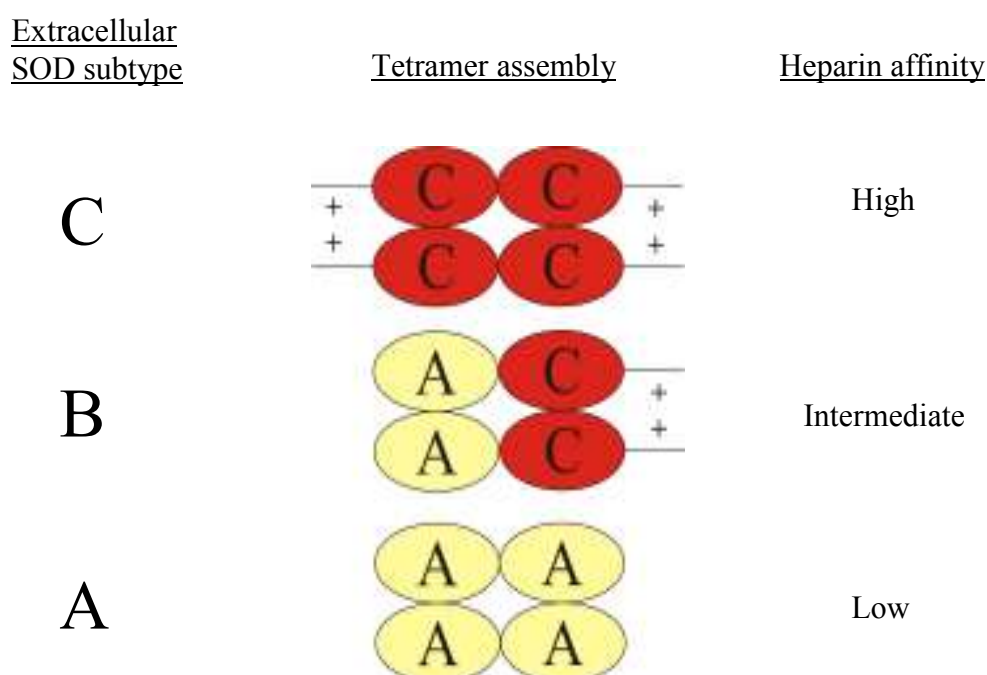 Extracellular
SOD subtype
Tetramer assembly
Heparin affinity
C
C C
+ +
+ +
C C
High
B
A C
+
+
A C
Intermediate
A
A A
A A
Low